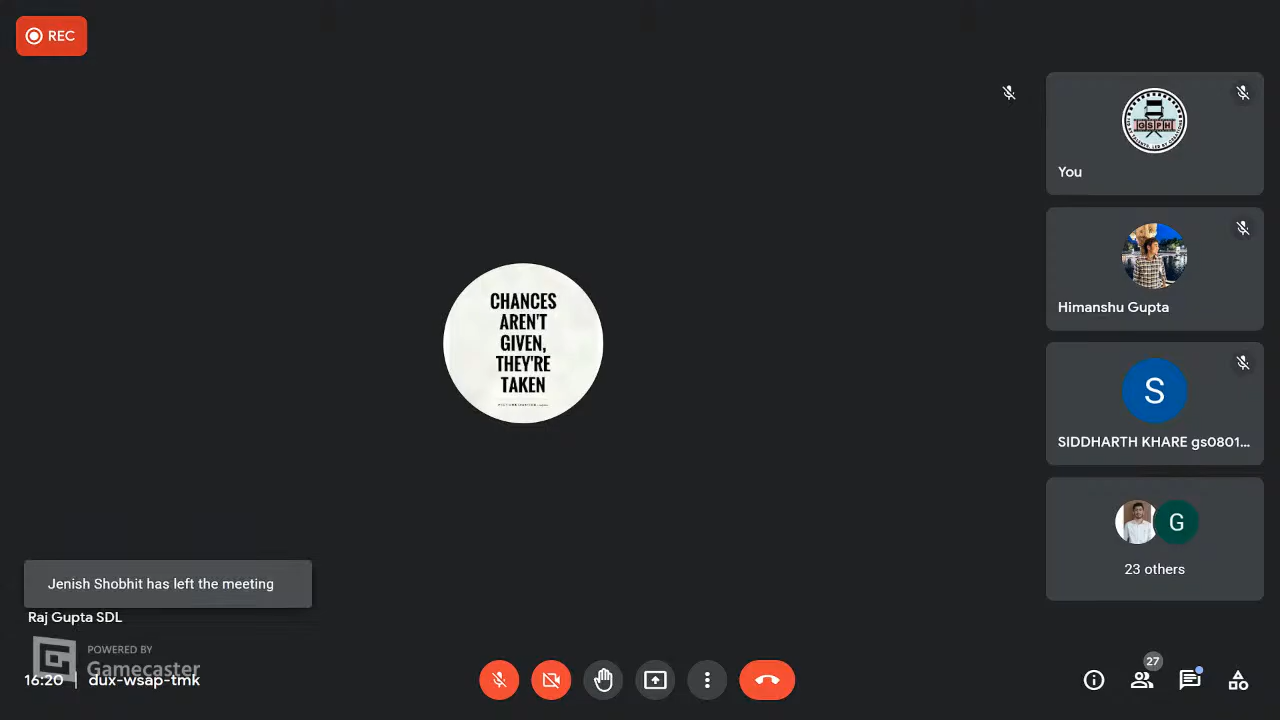 REC
You
Himanshu Gupta
SIDDHARTH KHARE gs0801...
G
S
23 others
CHANCES
AREN'T
GIVEN,
THEY'RE
TAKEN
Jenish Shobhit has left the meeting
Raj Gupta SDL
POWERED BY
Gamecaster
16:20 | dux-wsap-tmk
27